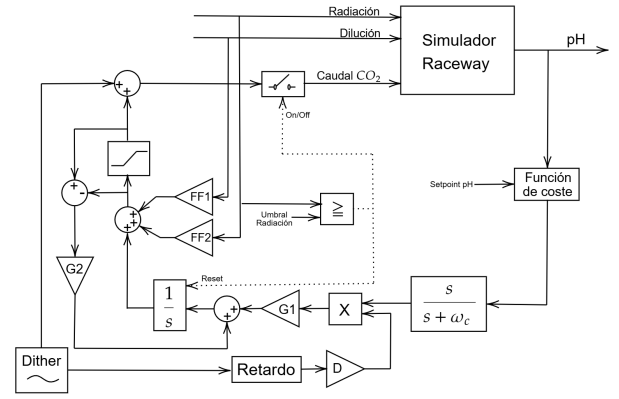 Radiación
Dilución
Simulador
Raceway
pH
Caudal CO₂
On/Off
Setpoint pH
Función
de coste
FF1
FF2
Umbral
Radiación
≧
G2
Reset
1
s
G1
X
s
s + ω_c
Dither
Retardo
D